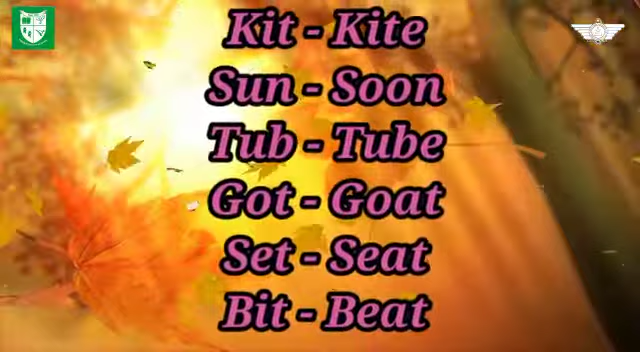 Kit - Kite
Sun - Soon
Tub - Tube
Got - Goat
Set - Seat
Bit - Beat